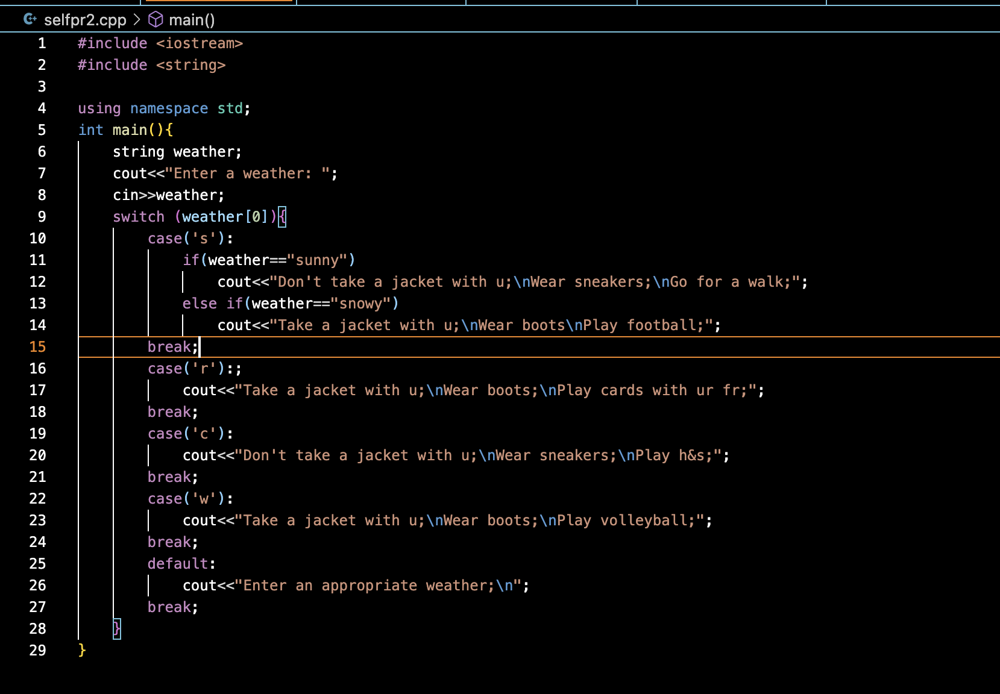 selfpr2.cpp > main()
1 #include <iostream>
2 #include <string>
3
4 using namespace std;
5 int main(){
6 string weather;
7 cout<<"Enter a weather: ";
8 cin>>weather;
9 switch (weather[0]){
10 case('s'):
11 if(weather=="sunny")
12 cout<<"Don't take a jacket with u;\nWear sneakers;\nGo for a walk;";
13 else if(weather=="snowy")
14 cout<<"Take a jacket with u;\nWear boots\nPlay football;";
15 break;
16 case('r'):;
17 cout<<"Take a jacket with u;\nWear boots;\nPlay cards with ur fr;";
18 break;
19 case('c'):
20 cout<<"Don't take a jacket with u;\nWear sneakers;\nPlay h&s;";
21 break;
22 case('w'):
23 cout<<"Take a jacket with u;\nWear boots;\nPlay volleyball;";
24 break;
25 default:
26 cout<<"Enter an appropriate weather;\n";
27 break;
28 }
29 }